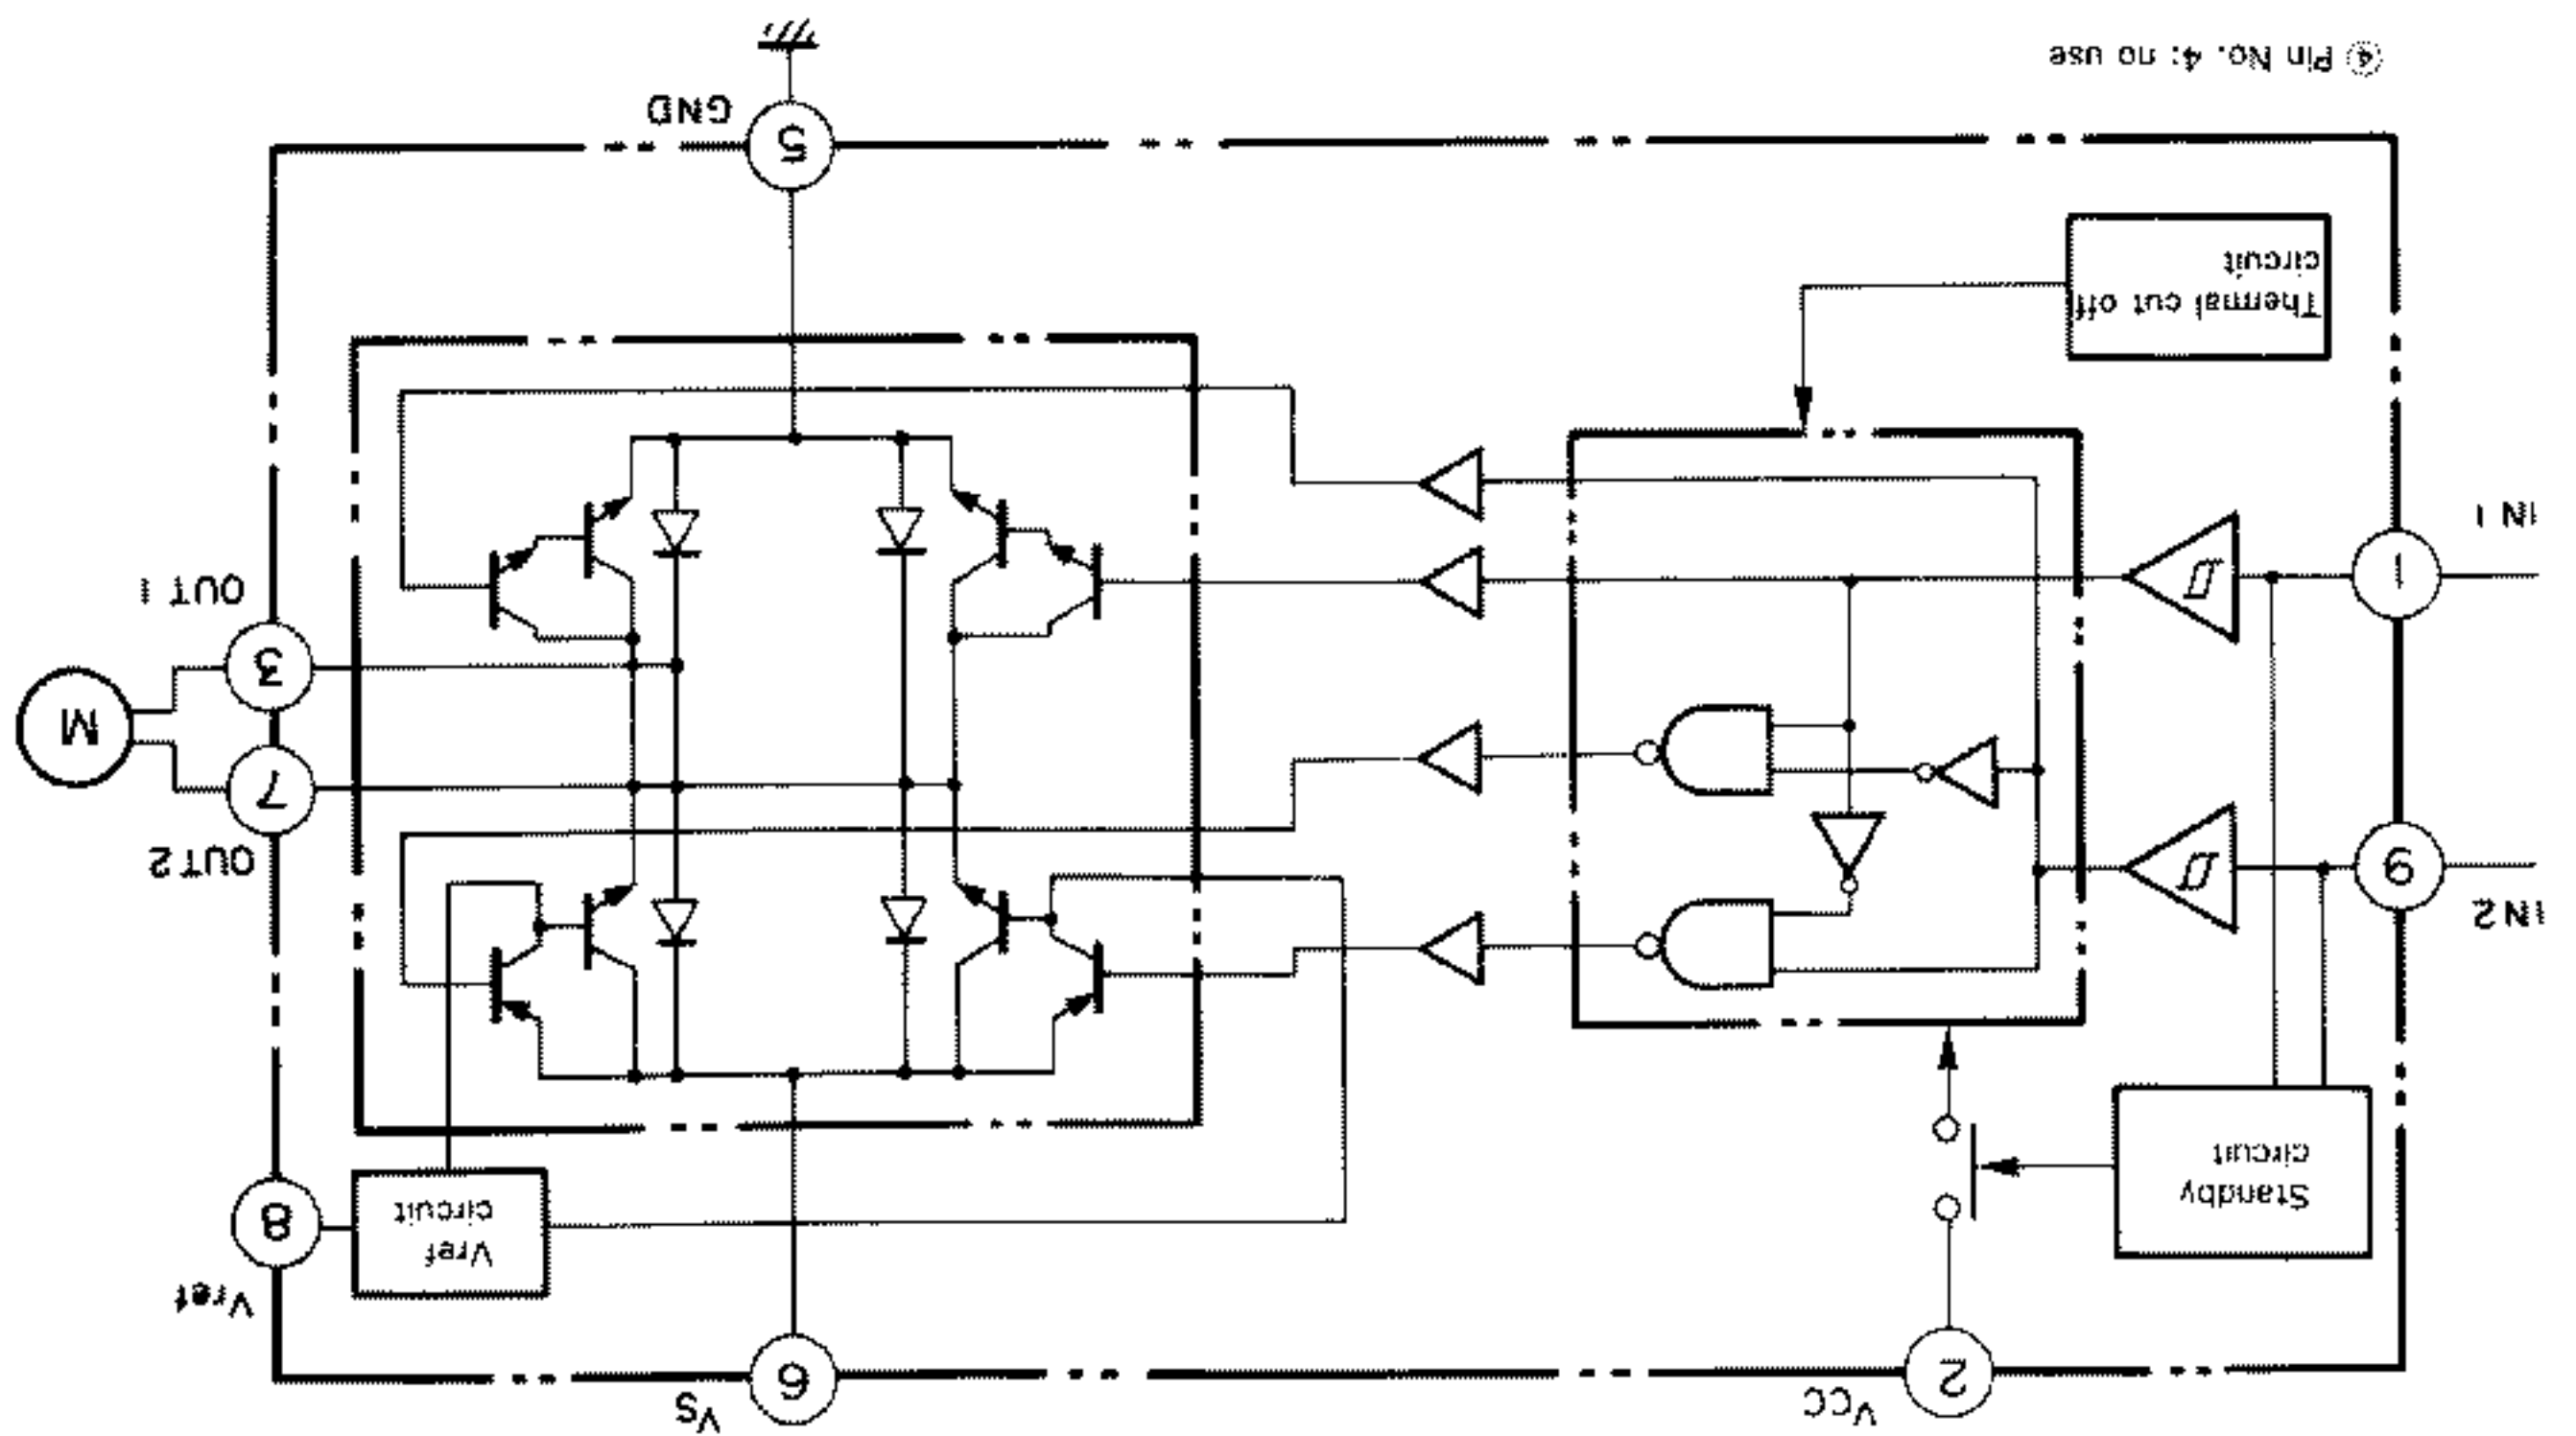 VCC
2
VS
6
Vref
8
Standby
circuit
Vref
circuit
IN 2
9
OUT 2
7
M
IN 1
1
3
OUT 1
Thermal cut off
circuit
5
GND
④ Pin No. 4: no use